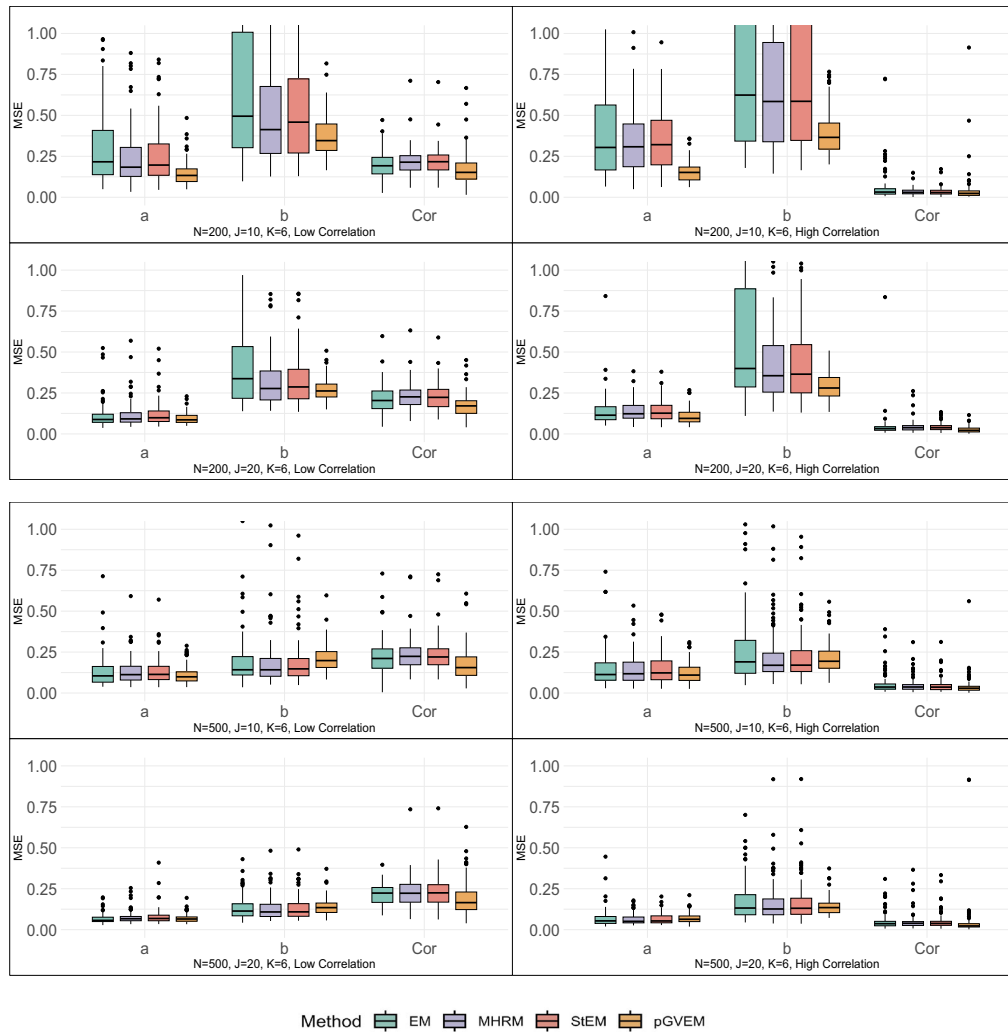 1.00
0.75
0.50
0.25
0.00
MSE
a
b
Cor
N=200, J=10, K=6, Low Correlation
1.00
0.75
0.50
0.25
0.00
MSE
a
b
Cor
N=200, J=10, K=6, High Correlation
1.00
0.75
0.50
0.25
0.00
MSE
a
b
Cor
N=200, J=20, K=6, Low Correlation
1.00
0.75
0.50
0.25
0.00
MSE
a
b
Cor
N=200, J=20, K=6, High Correlation
1.00
0.75
0.50
0.25
0.00
MSE
a
b
Cor
N=500, J=10, K=6, Low Correlation
1.00
0.75
0.50
0.25
0.00
MSE
a
b
Cor
N=500, J=10, K=6, High Correlation
1.00
0.75
0.50
0.25
0.00
MSE
a
b
Cor
N=500, J=20, K=6, Low Correlation
1.00
0.75
0.50
0.25
0.00
MSE
a
b
Cor
N=500, J=20, K=6, High Correlation
Method EM MHRM StEM pGVEM